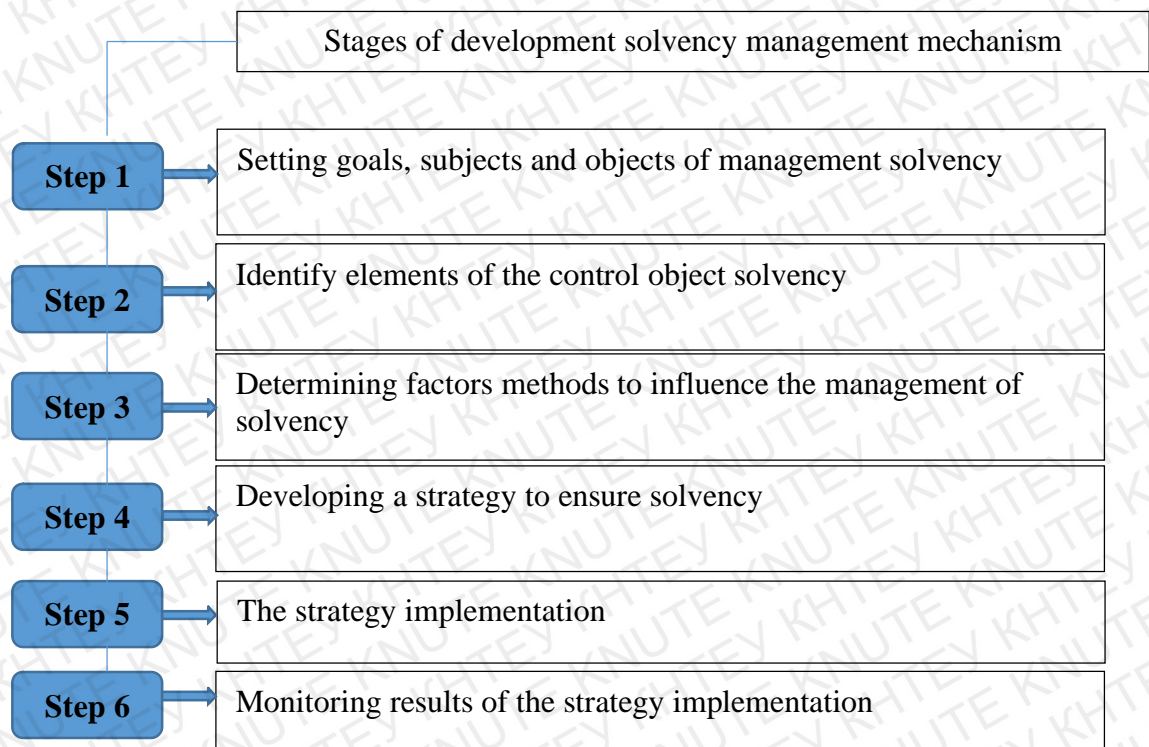 Stages of development solvency management mechanism
Step 1
Setting goals, subjects and objects of management solvency
Step 2
Identify elements of the control object solvency
Step 3
Determining factors methods to influence the management of
solvency
Step 4
Developing a strategy to ensure solvency
Step 5
The strategy implementation
Step 6
Monitoring results of the strategy implementation